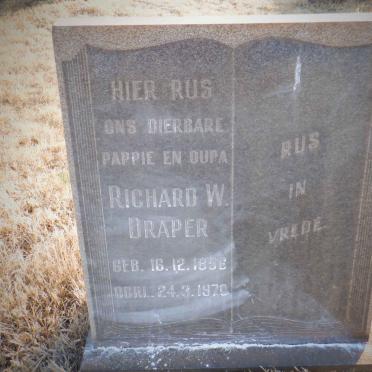 HIER RUS
ONS DIERBARE
PAPPIE EN OUPA
RICHARD W.
DRAPER
GEB. 16.12.1898
OORL. 24.3.1970
RUS
IN
VREDE